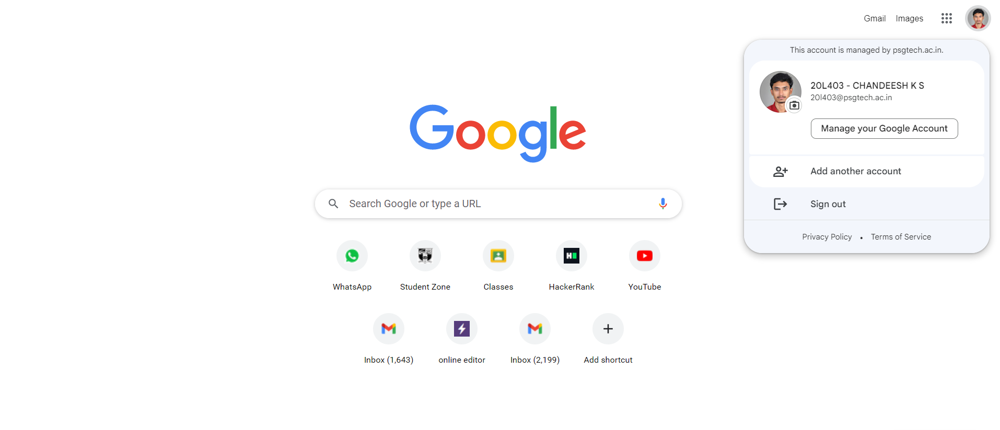 Gmail Images
This account is managed by psgtech.ac.in.
20L403 - CHANDEESH K S
20l403@psgtech.ac.in
Manage your Google Account
Add another account
Sign out
Privacy Policy • Terms of Service
Google
Search Google or type a URL
WhatsApp Student Zone Classes HackerRank YouTube
Inbox (1,643) online editor Inbox (2,199) Add shortcut